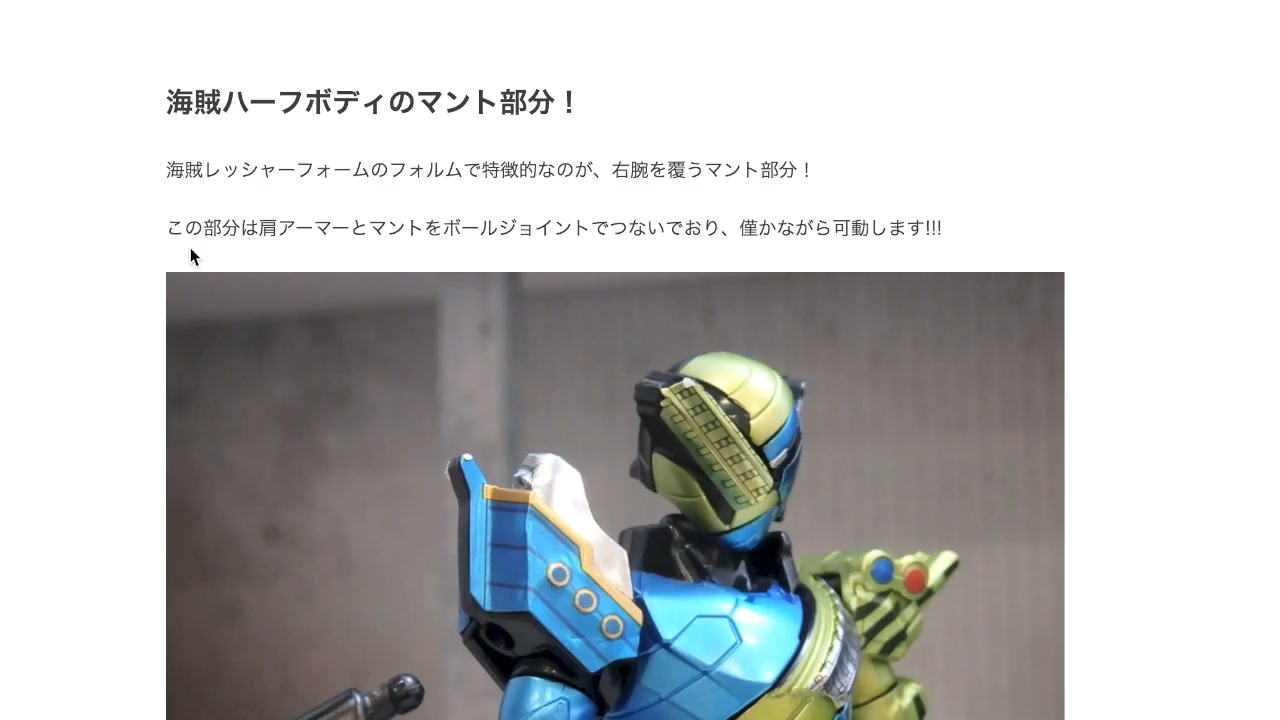 海賊ハーフボディのマント部分！
海賊レッシャーフォームのフォルムで特徴的なのが、右腕を覆うマント部分！
この部分は肩アーマーとマントをボールジョイントでつないでおり、僅かながら可動します!!!